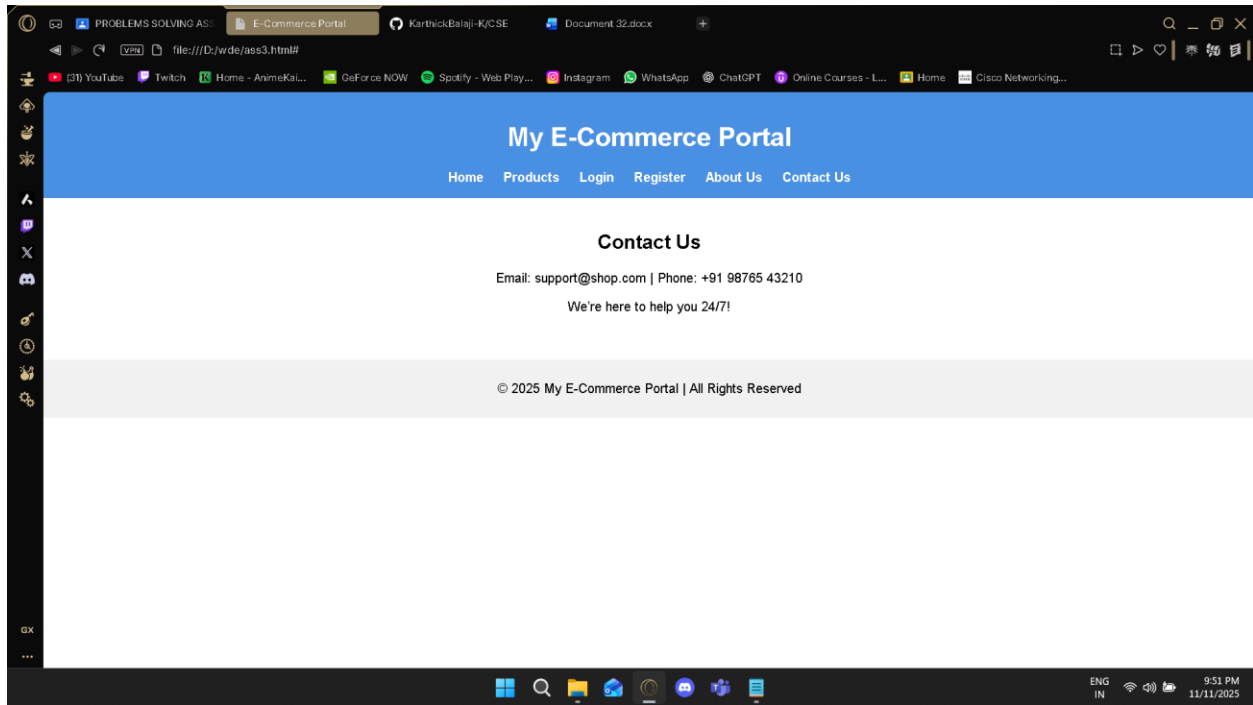 PROBLEMS SOLVING ASS
E-Commerce Portal
KarthickBalaji-K/CSE
Document 32.docx
VPN
file:///D:/wde/ass3.html#
(31) YouTube
Twitch
Home - AnimeKai...
GeForce NOW
Spotify - Web Play...
Instagram
WhatsApp
ChatGPT
Online Courses - L...
Home
Cisco Networking...
My E-Commerce Portal
Home Products Login Register About Us Contact Us
Contact Us
Email: support@shop.com | Phone: +91 98765 43210
We're here to help you 24/7!
© 2025 My E-Commerce Portal | All Rights Reserved
GX
ENG
IN
9:51 PM
11/11/2025